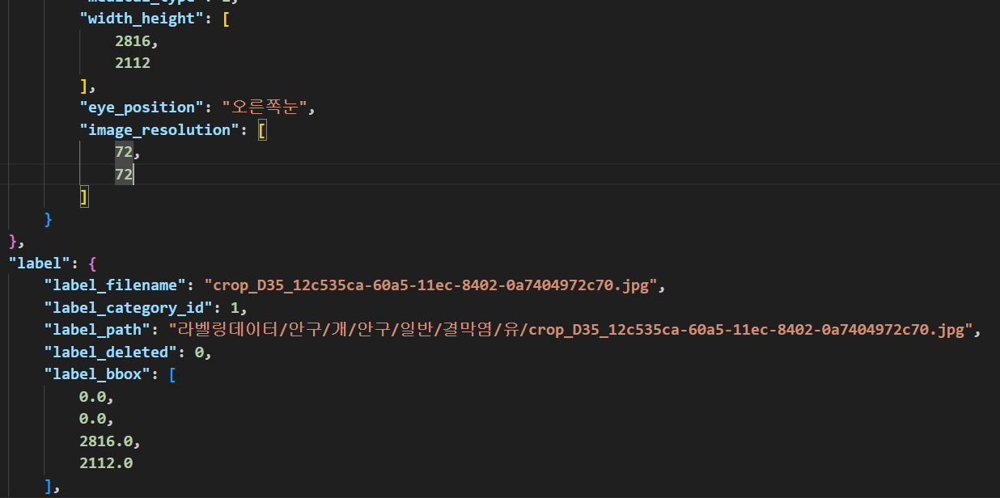 "width_height": [
2816,
2112
],
"eye_position": "오른쪽눈",
"image_resolution": [
72,
72
]
}
},
"label": {
"label_filename": "crop_D35_12c535ca-60a5-11ec-8402-0a7404972c70.jpg",
"label_category_id": 1,
"label_path": "라벨링데이터/안구/개/안구/일반/결막염/유/crop_D35_12c535ca-60a5-11ec-8402-0a7404972c70.jpg",
"label_deleted": 0,
"label_bbox": [
0.0,
0.0,
2816.0,
2112.0
],